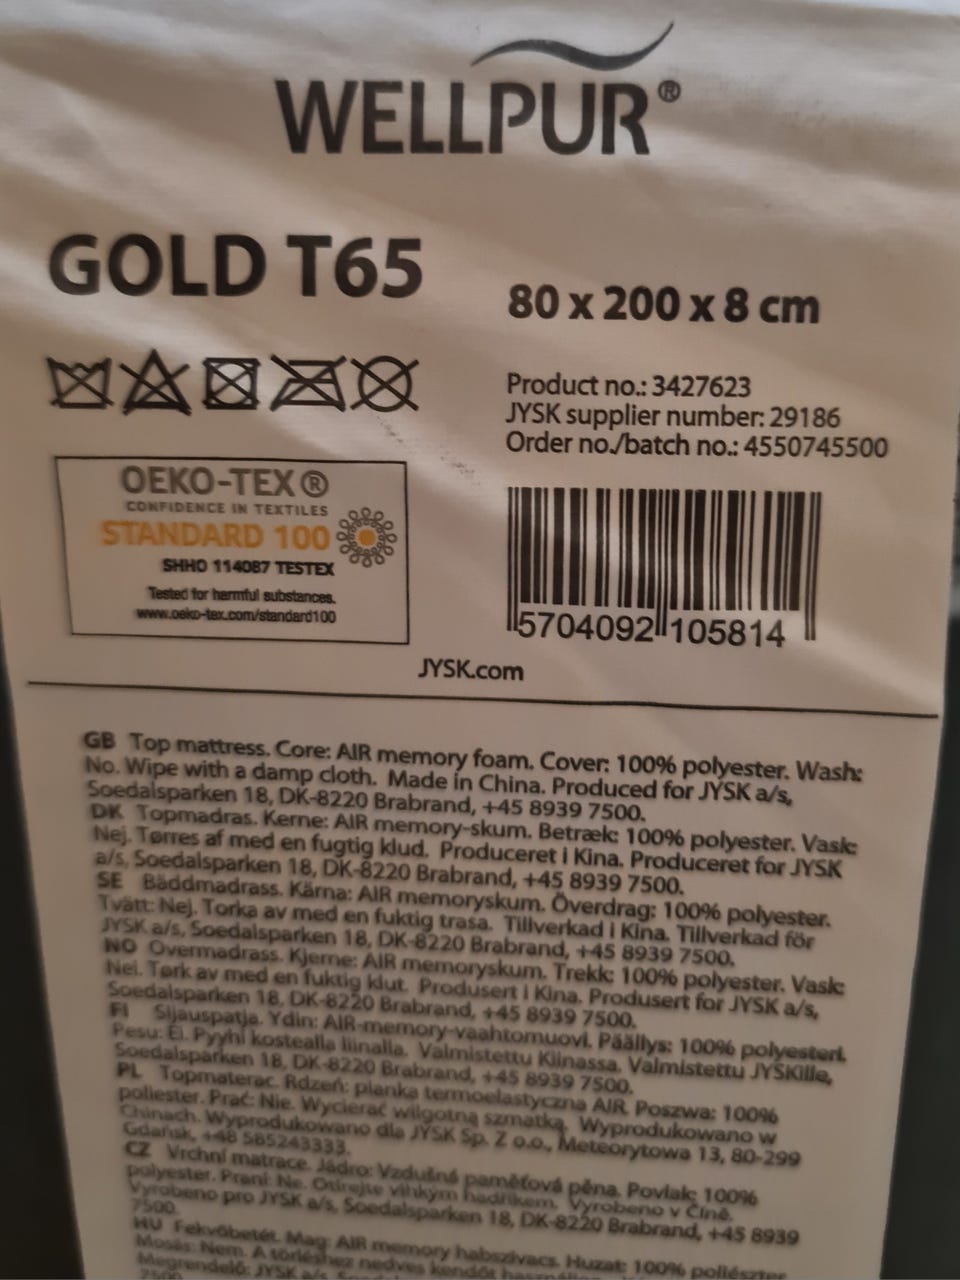 WELLPUR®
GOLD T65
80 x 200 x 8 cm
Product no.: 3427623
JYSK supplier number: 29186
Order no./batch no.: 4550745500
OEKO-TEX®
CONFIDENCE IN TEXTILES
STANDARD 100
SHHO 114087 TESTEX
Tested for harmful substances.
www.oeko-tex.com/standard100
5704092105814
JYSK.com
GB Top mattress. Core: AIR memory foam. Cover: 100% polyester. Wash:
No. Wipe with a damp cloth. Made in China. Produced for JYSK a/s,
Soedalsparken 18, DK-8220 Brabrand, +45 8939 7500.
DK Topmadras. Kerne: AIR memory-skum. Betræk: 100% polyester. Vask:
Nej. Tørres af med en fugtig klud. Produceret i Kina. Produceret for JYSK
a/s, Soedalsparken 18, DK-8220 Brabrand, +45 8939 7500.
SE Bäddmadrass. Kärna: AIR memoryskum. Överdrag: 100% polyester.
Tvätt: Nej. Torka av med en fuktig trasa. Tillverkad i Kina. Tillverkad för
JYSK a/s, Soedalsparken 18, DK-8220 Brabrand, +45 8939 7500.
NO Overmadrass. Kjerne: AIR memoryskum. Trekk: 100% polyester. Vask:
Nei. Tørk av med en fuktig klut. Produsert i Kina. Produsert for JYSK a/s,
Soedalsparken 18, DK-8220 Brabrand, +45 8939 7500.
FI Sijauspatja. Ydin: AIR-memory-vaahtomuovi. Päällys: 100% polyesteri.
Pesu: Ei. Pyyhi kostealla liinalla. Valmistettu Kiinassa. Valmistettu JYSKille,
Soedalsparken 18, DK-8220 Brabrand, +45 8939 7500.
PL Topmaterac. Rdzeń: pianka termoelastyczna AIR. Poszwa: 100%
poliester. Prać: Nie. Wycierać wilgotną szmatką. Wyprodukowano w
Chinach. Wyprodukowano dla JYSK Sp. Z o.o., Meteorytowa 13, 80-299
Gdańsk, +48 585243333.
CZ Vrchní matrace. Jádro: Vzdušná paměťová pěna. Povlak: 100%
polyester. Praní: Ne. Otírejte vlhkým hadříkem. Vyrobeno v Číně.
Vyrobeno pro JYSK a/s, Soedalsparken 18, DK-8220 Brabrand, +45 8939
7500.
HU Fekvőbetét. Mag: AIR memory habszivacs. Huzat: 100% poliészter.
Mosás: Nem. A törléshez nedves kendőt
Megrendelő: JYSK a/s,
7500